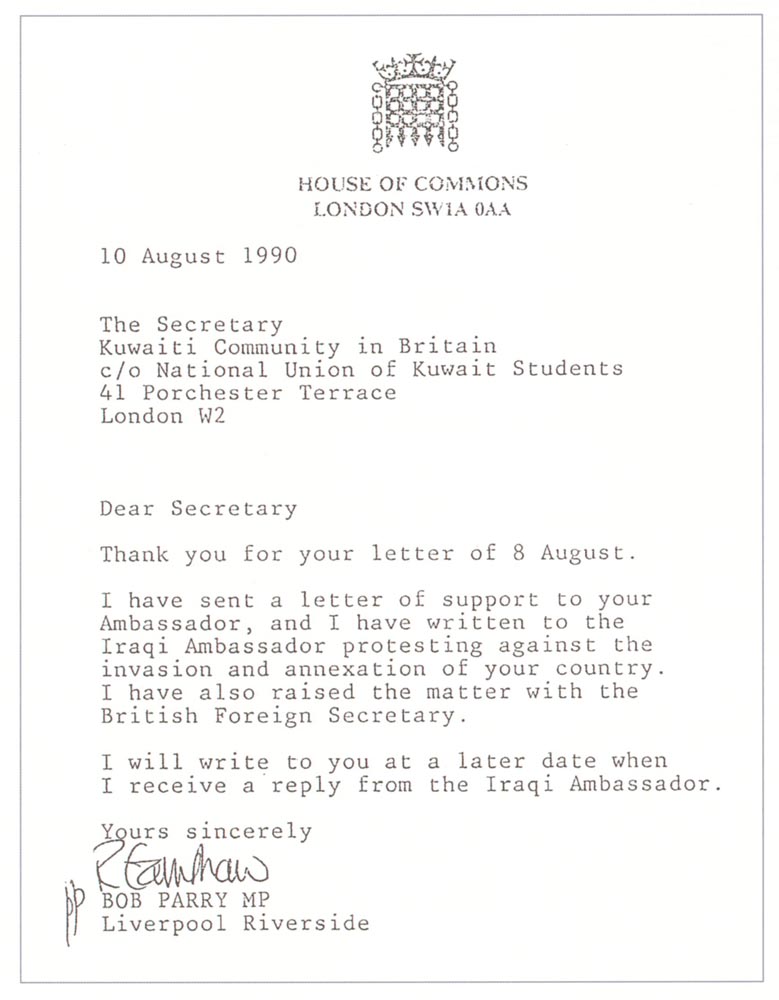 HOUSE OF COMMONS
LONDON SW1A 0AA
10 August 1990
The Secretary
Kuwaiti Community in Britain
c/o National Union of Kuwait Students
41 Porchester Terrace
London W2
Dear Secretary
Thank you for your letter of 8 August.
I have sent a letter of support to your
Ambassador, and I have written to the
Iraqi Ambassador protesting against the
invasion and annexation of your country.
I have also raised the matter with the
British Foreign Secretary.
I will write to you at a later date when
I receive a reply from the Iraqi Ambassador.
Yours sincerely
R Earnshaw
pp BOB PARRY MP
Liverpool Riverside